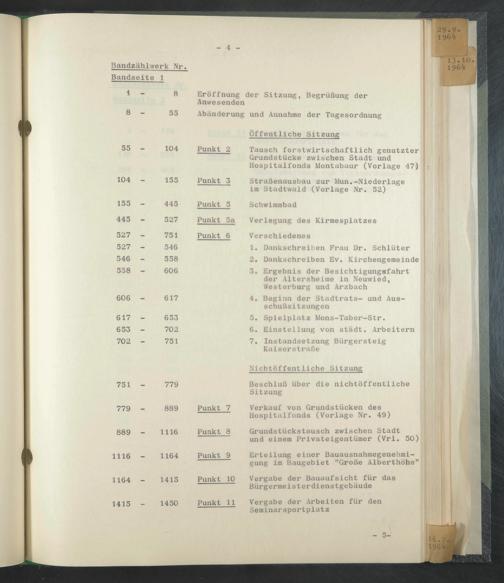 - 4 -
29.9.
1964
13.10.
1964
Bandzählwerk Nr.
Bandseite 1
1 - 8 Eröffnung der Sitzung, Begrüßung der
Anwesenden
8 - 55 Abänderung und Annahme der Tagesordnung
Öffentliche Sitzung
55 - 104 Punkt 2 Tausch forstwirtschaftlich genutzter
Grundstücke zwischen Stadt und
Hospitalfonds Montabaur (Vorlage 47)
104 - 155 Punkt 3 Straßenausbau zur Mun.-Niederlage
im Stadtwald (Vorlage Nr. 52)
155 - 445 Punkt 5 Schwimmbad
445 - 527 Punkt 5a Verlegung des Kirmesplatzes
527 - 751 Punkt 6 Verschiedenes
527 - 546 1. Dankschreiben Frau Dr. Schlüter
546 - 558 2. Dankschreiben Ev. Kirchengemeinde
558 - 606 3. Ergebnis der Besichtigungsfahrt
der Altersheime in Neuwied,
Westerburg und Arzbach
606 - 617 4. Beginn der Stadtrats- und Aus-
schußsitzungen
617 - 653 5. Spielplatz Mons-Tabor-Str.
653 - 702 6. Einstellung von städt. Arbeitern
702 - 751 7. Instandsetzung Bürgersteig
Kaiserstraße
Nichtöffentliche Sitzung
751 - 779 Beschluß über die nichtöffentliche
Sitzung
779 - 889 Punkt 7 Verkauf von Grundstücken des
Hospitalfonds (Vorlage Nr. 49)
889 - 1116 Punkt 8 Grundstückstausch zwischen Stadt
und einem Privateigentümer (Vrl. 50)
1116 - 1164 Punkt 9 Erteilung einer Bauausnahmegenehmi-
gung im Baugebiet "Große Alberthöhe"
1164 - 1415 Punkt 10 Vergabe der Bauaufsicht für das
Bürgermeisterdienstgebäude
1415 - 1450 Punkt 11 Vergabe der Arbeiten für den
Seminarsportplatz
- 5-
1964